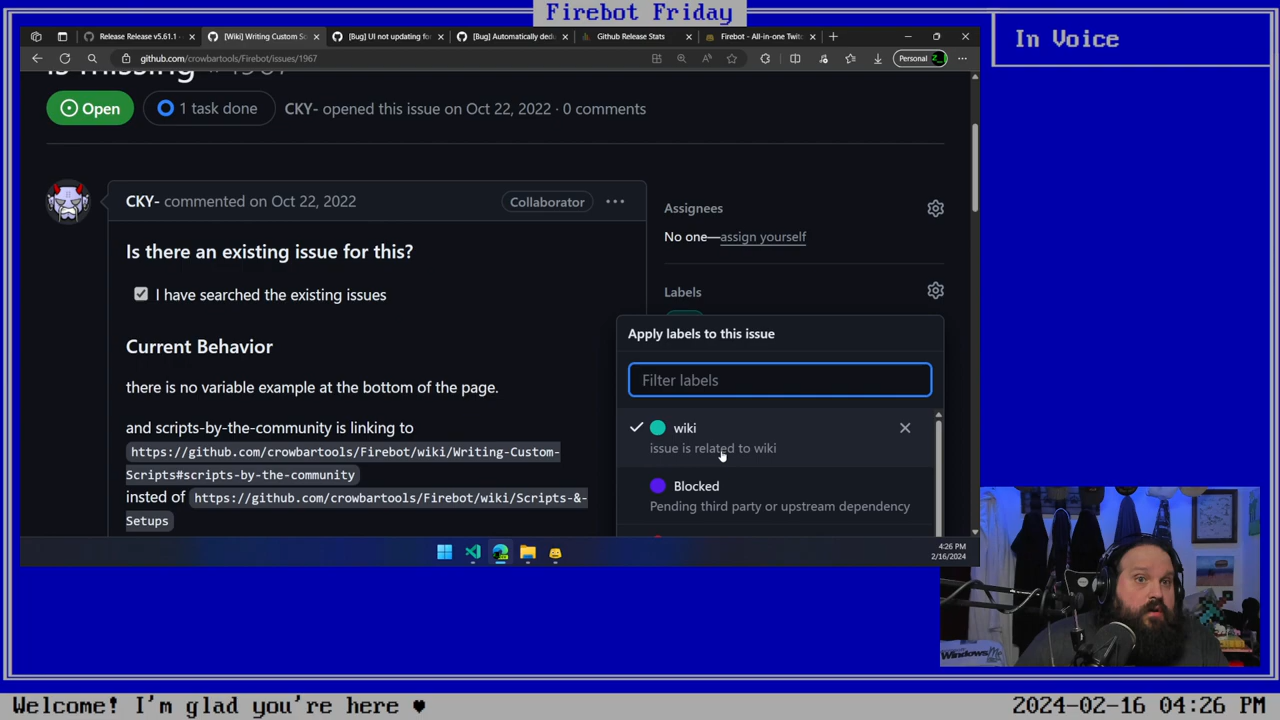 Firebot Friday
Release Release v5.61.1 -
[Wiki] Writing Custom Sc
[Bug] UI not updating for
[Bug] Automatically dedu
Github Release Stats
Firebot - All-in-one Twitc
In Voice
github.com/crowbartools/Firebot/issues/1967
Personal
is missing #1967
Open
1 task done
CKY- opened this issue on Oct 22, 2022 · 0 comments
CKY- commented on Oct 22, 2022
Collaborator
Assignees
No one—assign yourself
Is there an existing issue for this?
I have searched the existing issues
Labels
Apply labels to this issue
Current Behavior
Filter labels
there is no variable example at the bottom of the page.
and scripts-by-the-community is linking to
https://github.com/crowbartools/Firebot/wiki/Writing-Custom-
Scripts#scripts-by-the-community
insted of https://github.com/crowbartools/Firebot/wiki/Scripts-&-
Setups
wiki
issue is related to wiki
Blocked
Pending third party or upstream dependency
4:26 PM
2/16/2024
Windows
Welcome! I'm glad you're here ♥
2024-02-16 04:26 PM